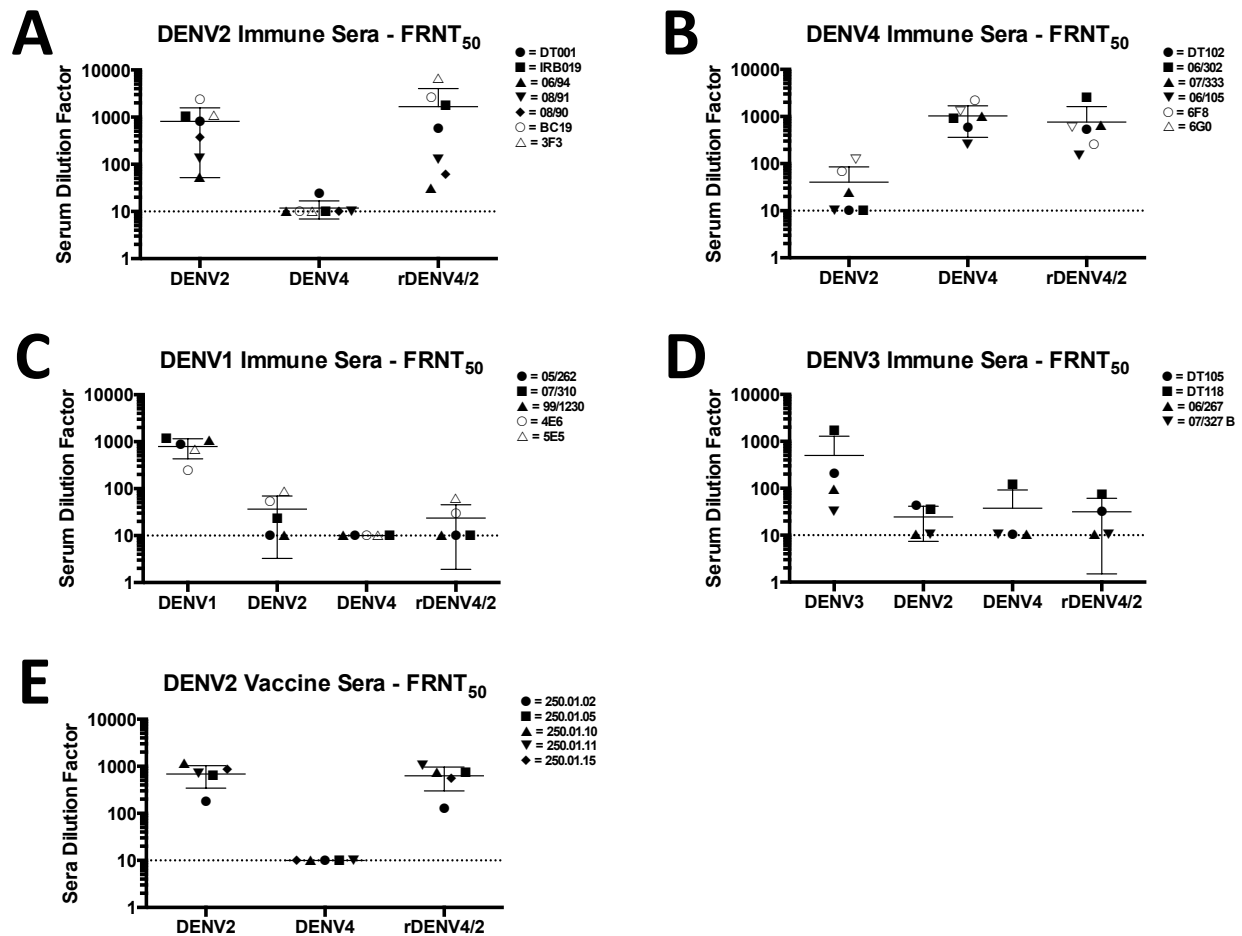 A
DENV2 Immune Sera - FRNT50
● = DT001
■ = IRB019
▲ = 06/94
▼ = 08/91
◆ = 08/90
○ = BC19
△ = 3F3
Serum Dilution Factor
10000
1000
100
10
1
DENV2 DENV4 rDENV4/2
B
DENV4 Immune Sera - FRNT50
● = DT102
■ = 06/302
▲ = 07/333
▼ = 06/105
○ = 6F8
△ = 6G0
Serum Dilution Factor
10000
1000
100
10
1
DENV2 DENV4 rDENV4/2
C
DENV1 Immune Sera - FRNT50
● = 05/262
■ = 07/310
▲ = 99/1230
○ = 4E6
△ = 5E5
Serum Dilution Factor
10000
1000
100
10
1
DENV1 DENV2 DENV4 rDENV4/2
D
DENV3 Immune Sera - FRNT50
● = DT105
■ = DT118
▲ = 06/267
▼ = 07/327 B
Serum Dilution Factor
10000
1000
100
10
1
DENV3 DENV2 DENV4 rDENV4/2
E
DENV2 Vaccine Sera - FRNT50
● = 250.01.02
■ = 250.01.05
▲ = 250.01.10
▼ = 250.01.11
◆ = 250.01.15
Sera Dilution Factor
10000
1000
100
10
1
DENV2 DENV4 rDENV4/2